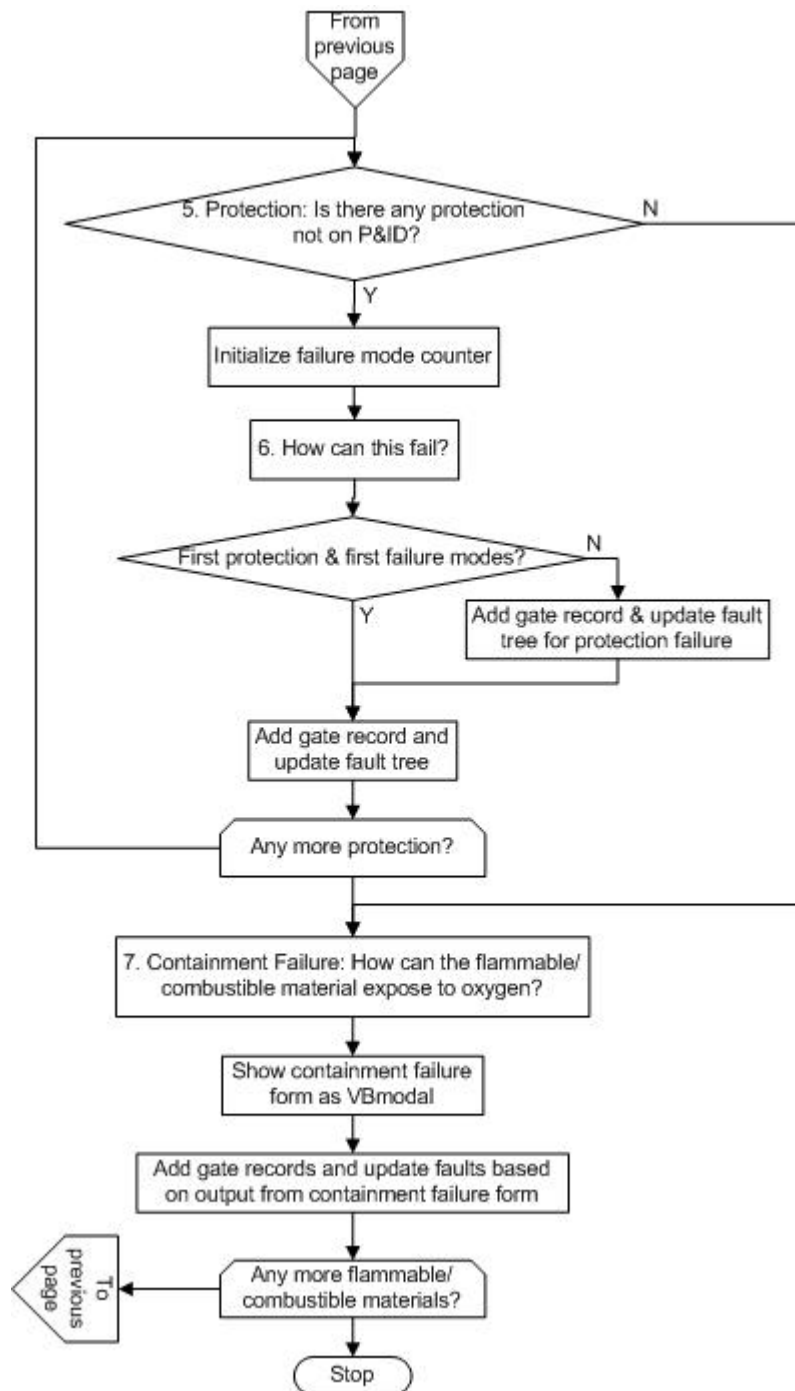 From
previous
page
5. Protection: Is there any protection
not on P&ID?
N
Y
Initialize failure mode counter
6. How can this fail?
First protection & first failure modes?
N
Y
Add gate record & update fault
tree for protection failure
Add gate record and
update fault tree
Any more protection?
7. Containment Failure: How can the flammable/
combustible material expose to oxygen?
Show containment failure
form as VBmodal
Add gate records and update faults based
on output from containment failure form
Any more flammable/
combustible materials?
To
previous
page
Stop